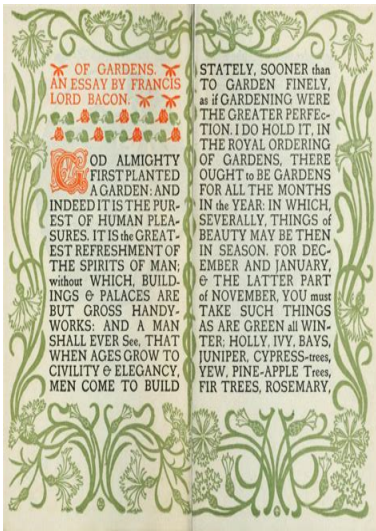 OF GARDENS.
AN ESSAY BY FRANCIS
LORD BACON.
GOD ALMIGHTY
FIRST PLANTED
A GARDEN: AND
INDEED IT IS THE PUR-
EST OF HUMAN PLEA-
SURES. IT IS the GREAT-
EST REFRESHMENT OF
THE SPIRITS OF MAN;
without WHICH, BUILD-
INGS & PALACES ARE
BUT GROSS HANDY-
WORKS: AND A MAN
SHALL EVER See, THAT
WHEN AGES GROW TO
CIVILITY & ELEGANCY,
MEN COME TO BUILD
STATELY, SOONER than
TO GARDEN FINELY,
as if GARDENING WERE
THE GREATER PERFEc-
TION. I DO HOLD IT, IN
THE ROYAL ORDERING
OF GARDENS, THERE
OUGHT to BE GARDENS
FOR ALL THE MONTHS
IN the YEAR: IN WHICH,
SEVERALLY, THINGS of
BEAUTY MAY BE THEN
IN SEASON. FOR DEC-
EMBER AND JANUARY,
& THE LATTER PART
of NOVEMBER, YOU must
TAKE SUCH THINGS
AS ARE GREEN all WIN-
TER: HOLLY, IVY, BAYS,
JUNIPER, CYPRESS-trees,
YEW, PINE-APPLE Trees,
FIR TREES, ROSEMARY,